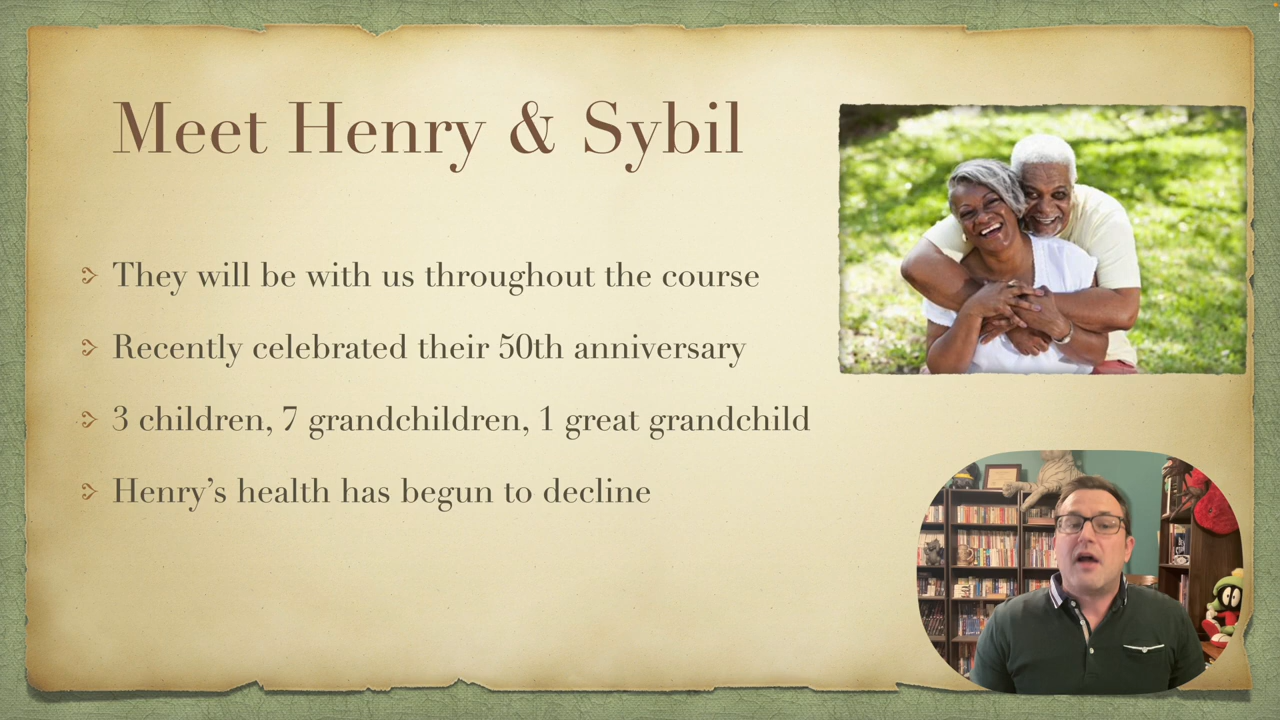 Meet Henry & Sybil
They will be with us throughout the course
Recently celebrated their 50th anniversary
3 children, 7 grandchildren, 1 great grandchild
Henry’s health has begun to decline